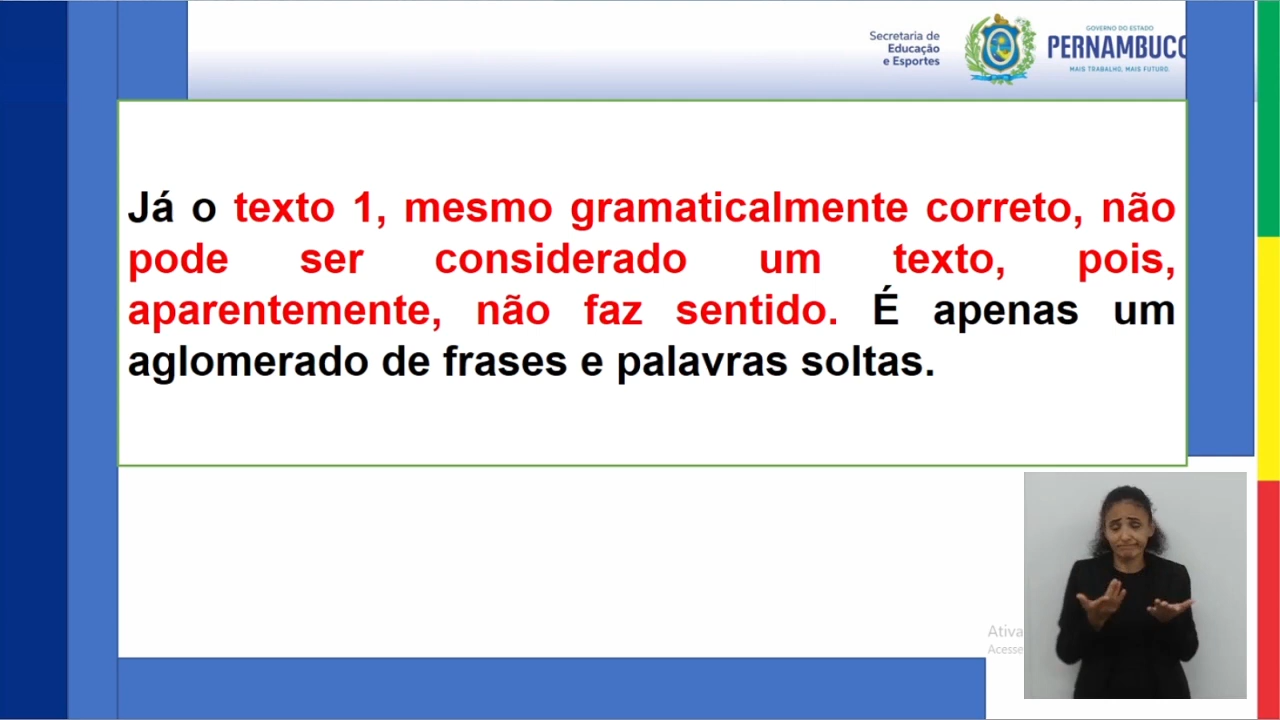 Secretaria de
Educação
e Esportes
GOVERNO DO ESTADO
PERNAMBUCO
MAIS TRABALHO, MAIS FUTURO.
Já o texto 1, mesmo gramaticalmente correto, não
pode ser considerado um texto, pois,
aparentemente, não faz sentido. É apenas um
aglomerado de frases e palavras soltas.
Ativa
Acesse